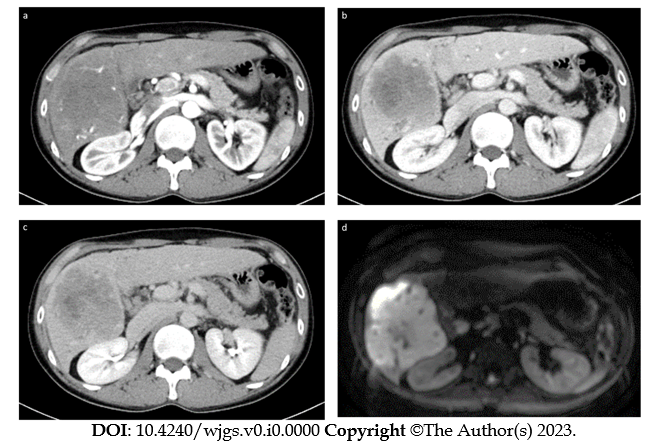 a
b
c
d
DOI: 10.4240/wjgs.v0.i0.0000 Copyright ©The Author(s) 2023.